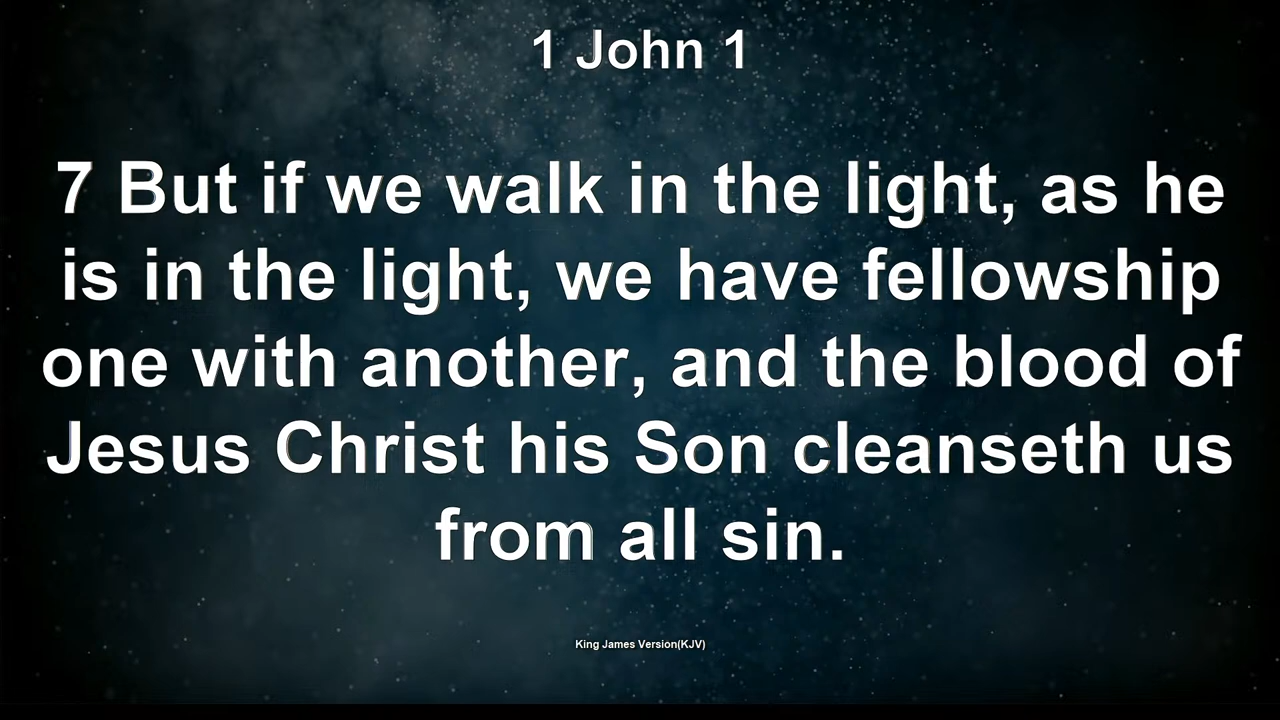 1 John 1
7 But if we walk in the light, as he
is in the light, we have fellowship
one with another, and the blood of
Jesus Christ his Son cleanseth us
from all sin.
King James Version(KJV)